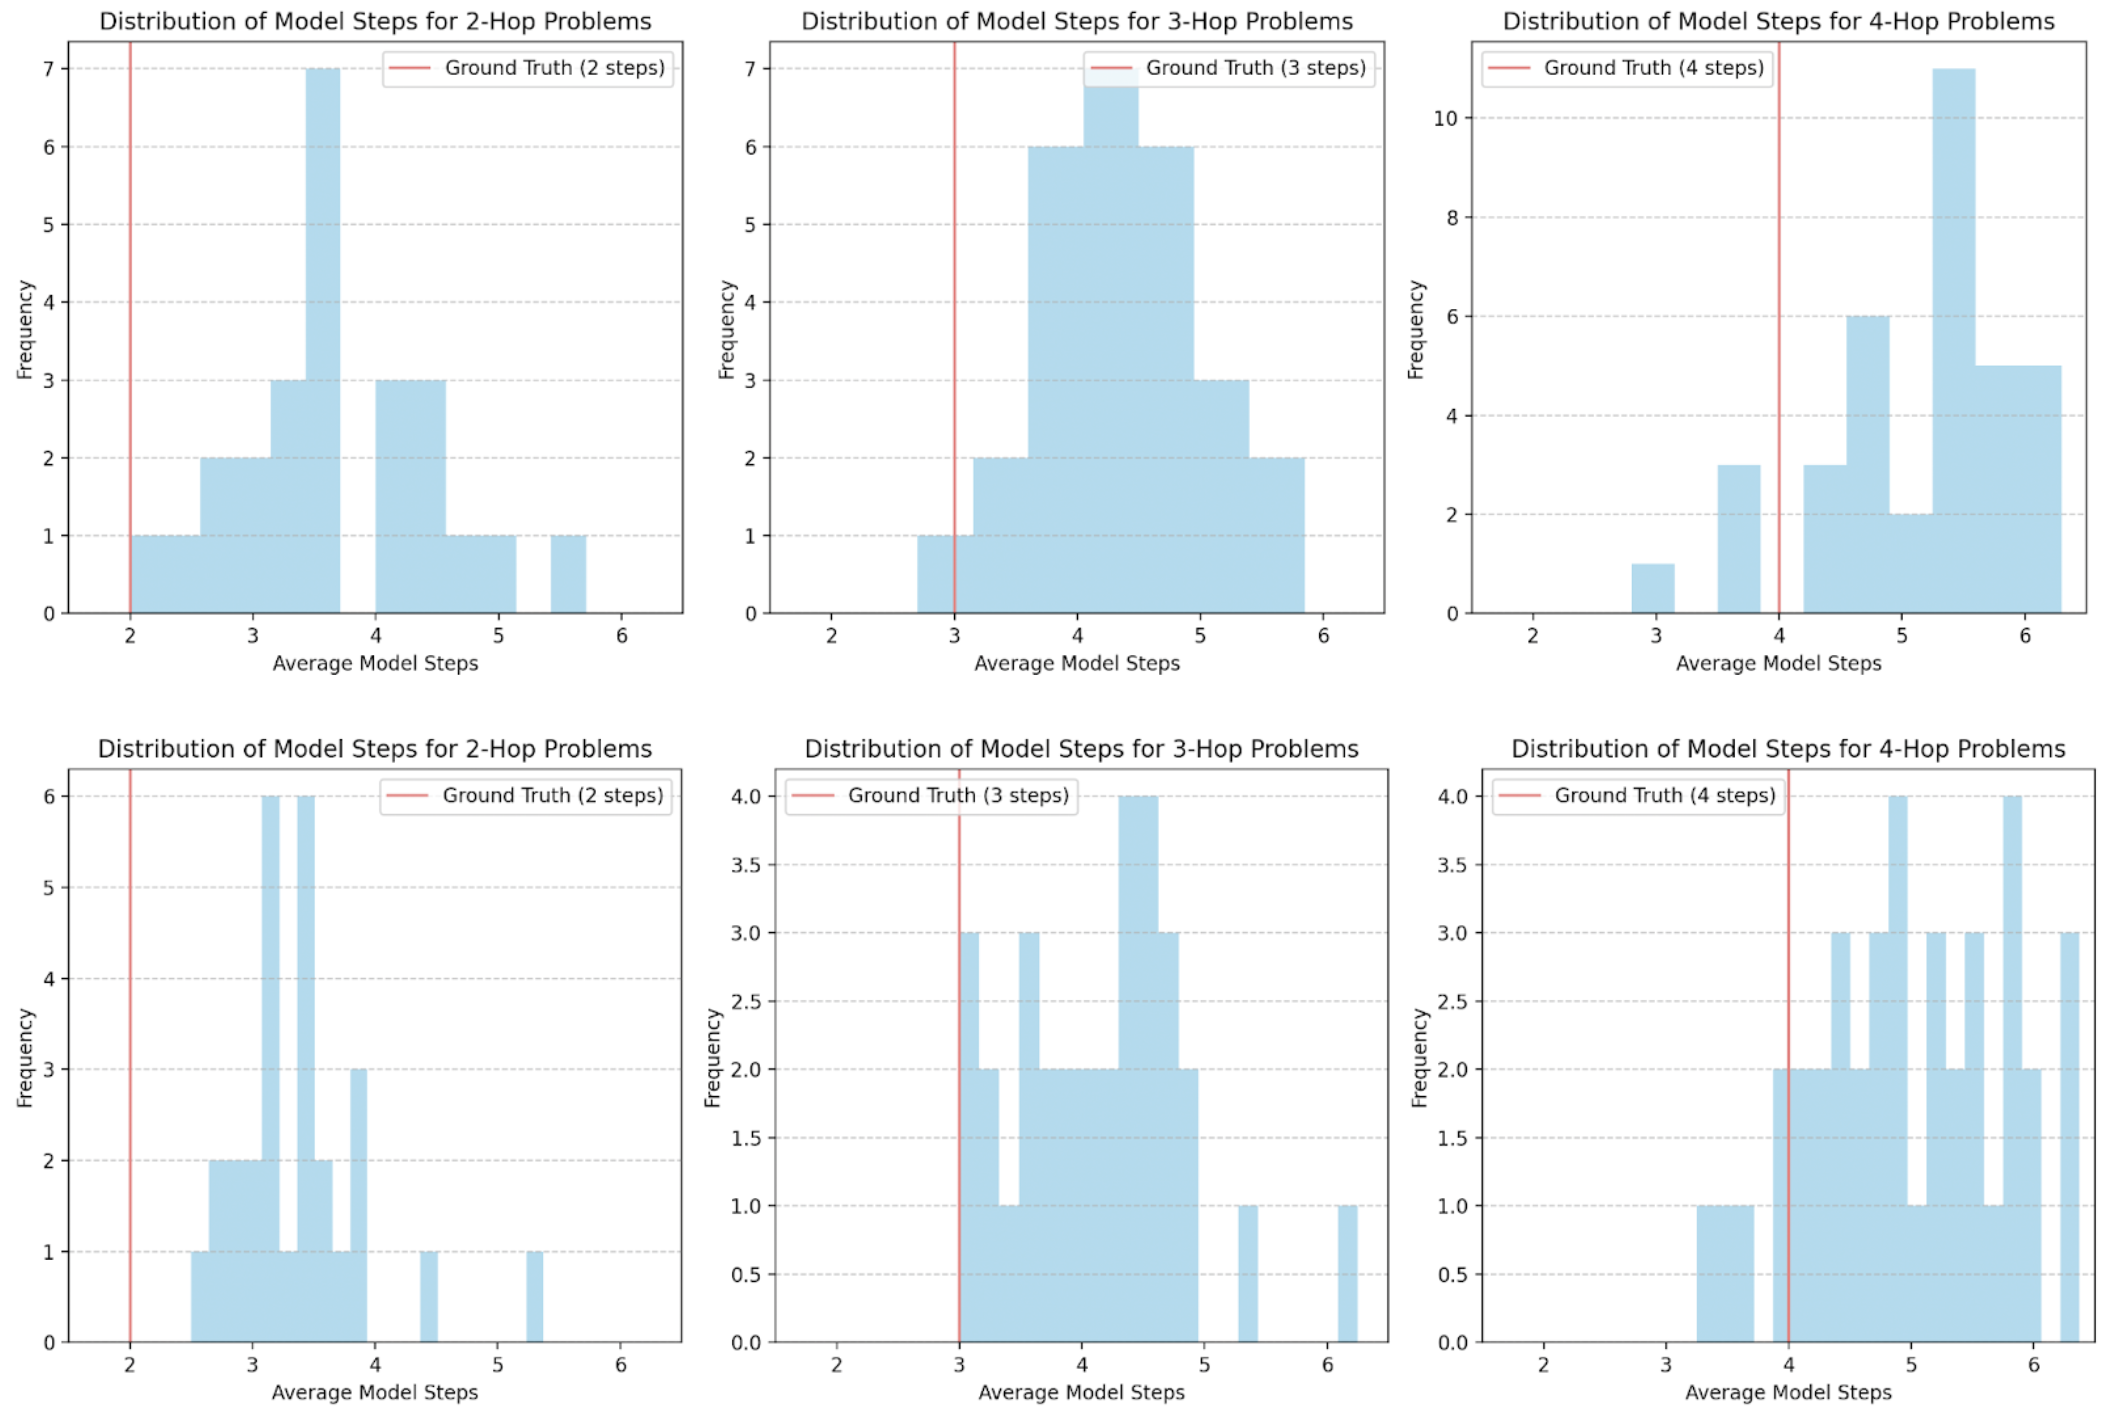 Distribution of Model Steps for 2-Hop Problems
Ground Truth (2 steps)
7
6
5
4
3
2
1
0
Frequency
2 3 4 5 6
Average Model Steps
Distribution of Model Steps for 3-Hop Problems
Ground Truth (3 steps)
7
6
5
4
3
2
1
0
Frequency
2 3 4 5 6
Average Model Steps
Distribution of Model Steps for 4-Hop Problems
Ground Truth (4 steps)
10
8
6
4
2
0
Frequency
2 3 4 5 6
Average Model Steps
Distribution of Model Steps for 2-Hop Problems
Ground Truth (2 steps)
6
5
4
3
2
1
0
Frequency
2 3 4 5 6
Average Model Steps
Distribution of Model Steps for 3-Hop Problems
Ground Truth (3 steps)
4.0
3.5
3.0
2.5
2.0
1.5
1.0
0.5
0.0
Frequency
2 3 4 5 6
Average Model Steps
Distribution of Model Steps for 4-Hop Problems
Ground Truth (4 steps)
4.0
3.5
3.0
2.5
2.0
1.5
1.0
0.5
0.0
Frequency
2 3 4 5 6
Average Model Steps